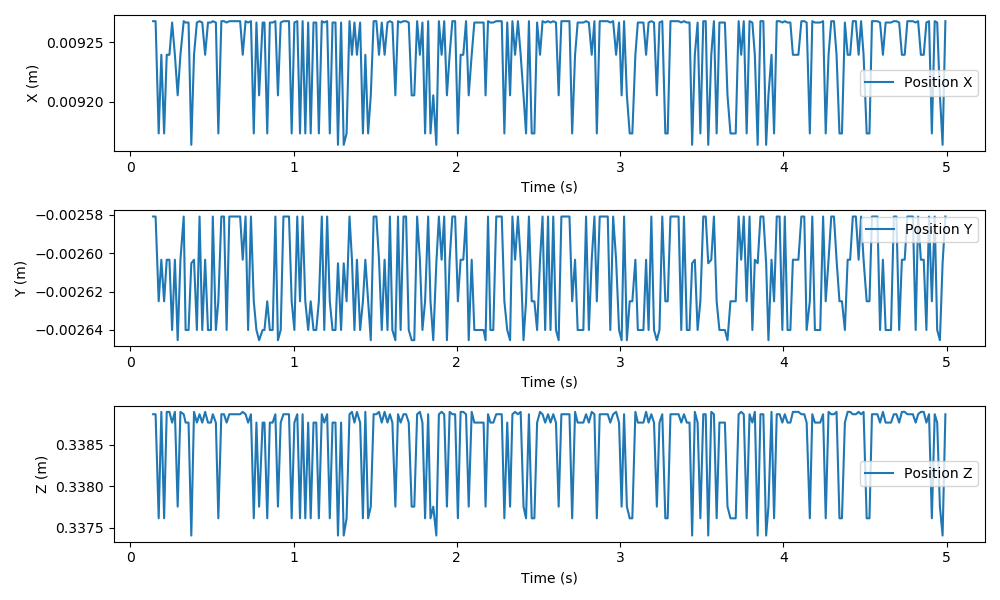 0.00925
0.00920
X (m)
Position X
0 1 2 3 4 5
Time (s)
−0.00258
−0.00260
−0.00262
−0.00264
Y (m)
Position Y
0 1 2 3 4 5
Time (s)
0.3385
0.3380
0.3375
Z (m)
Position Z
0 1 2 3 4 5
Time (s)